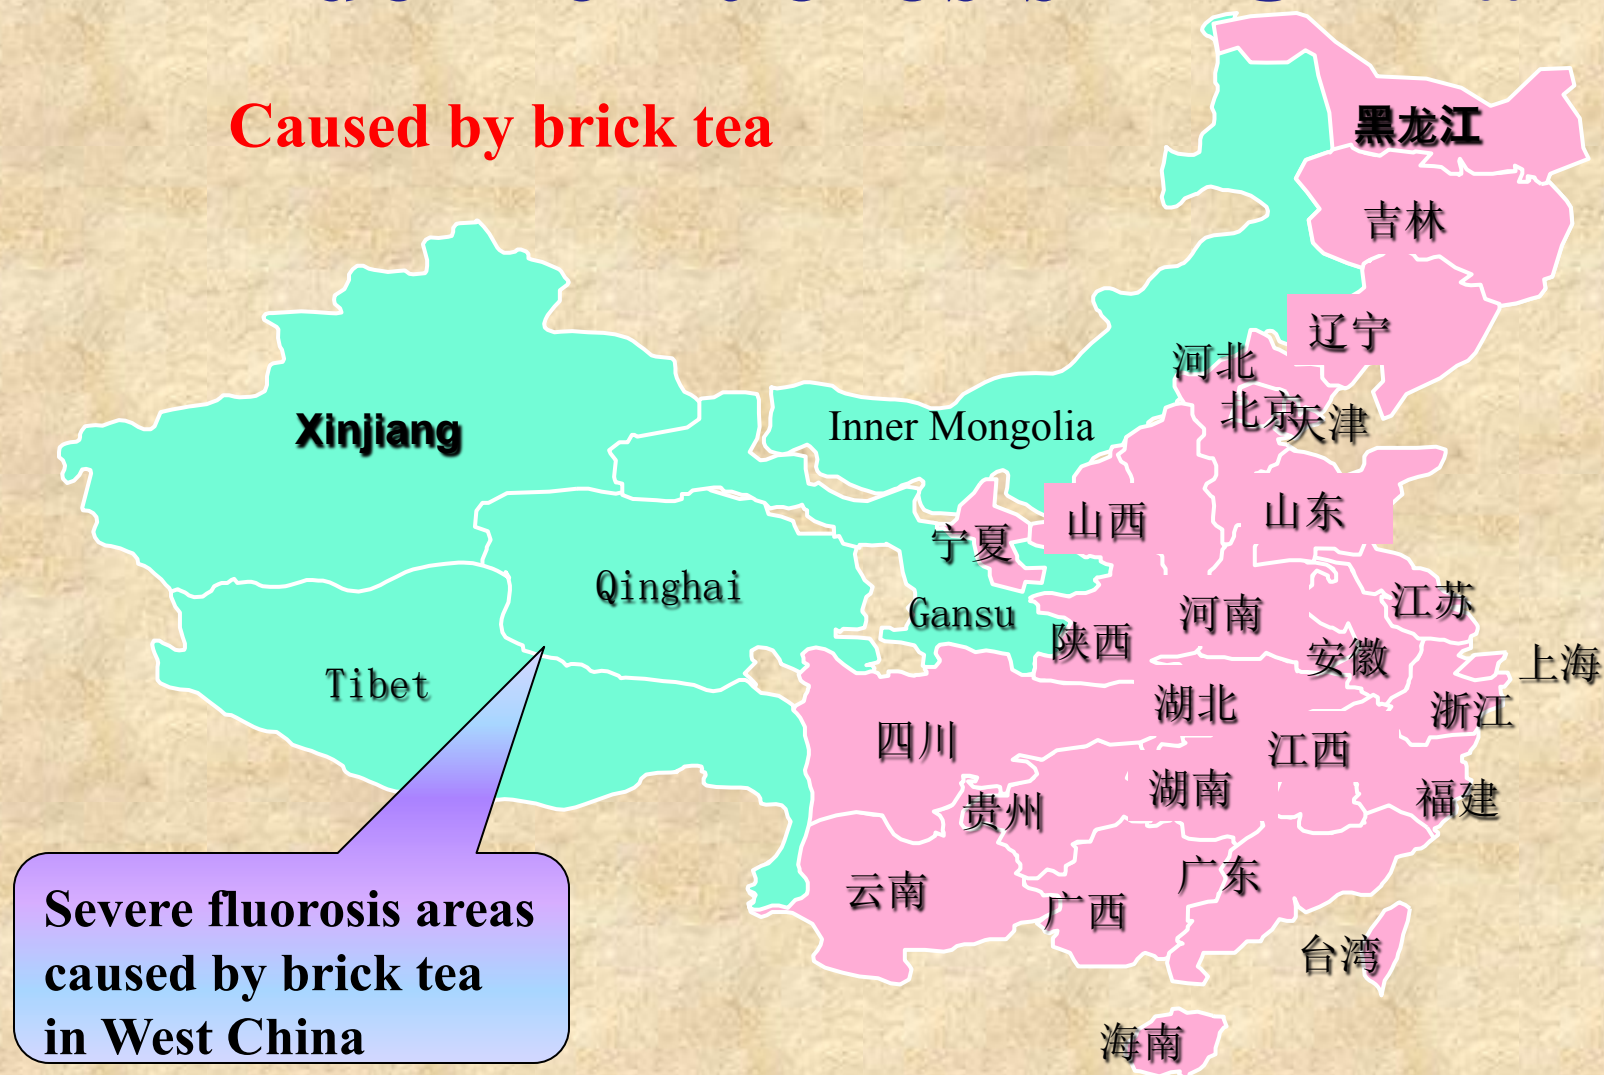 Caused by brick tea
黑龙江
吉林
辽宁
河北
北京
天津
Xinjiang
Inner Mongolia
山西
山东
宁夏
Qinghai
Gansu
陕西
河南
江苏
安徽
上海
Tibet
湖北
浙江
四川
江西
湖南
福建
贵州
云南
广西
广东
台湾
海南
Severe fluorosis areas
caused by brick tea
in West China